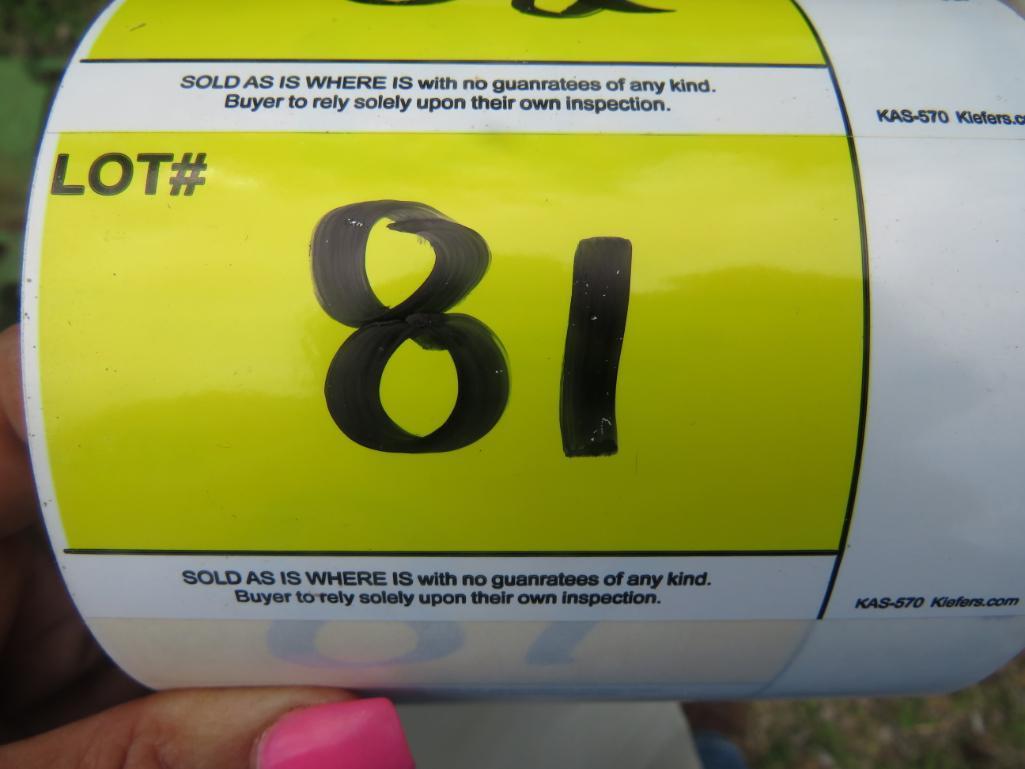 SOLD AS IS WHERE IS with no guanratees of any kind.
Buyer to rely solely upon their own inspection.
KAS-570 Kiefers.c
LOT#
81
SOLD AS IS WHERE IS with no guanratees of any kind.
Buyer to rely solely upon their own inspection.
KAS-570 Kiefers.com